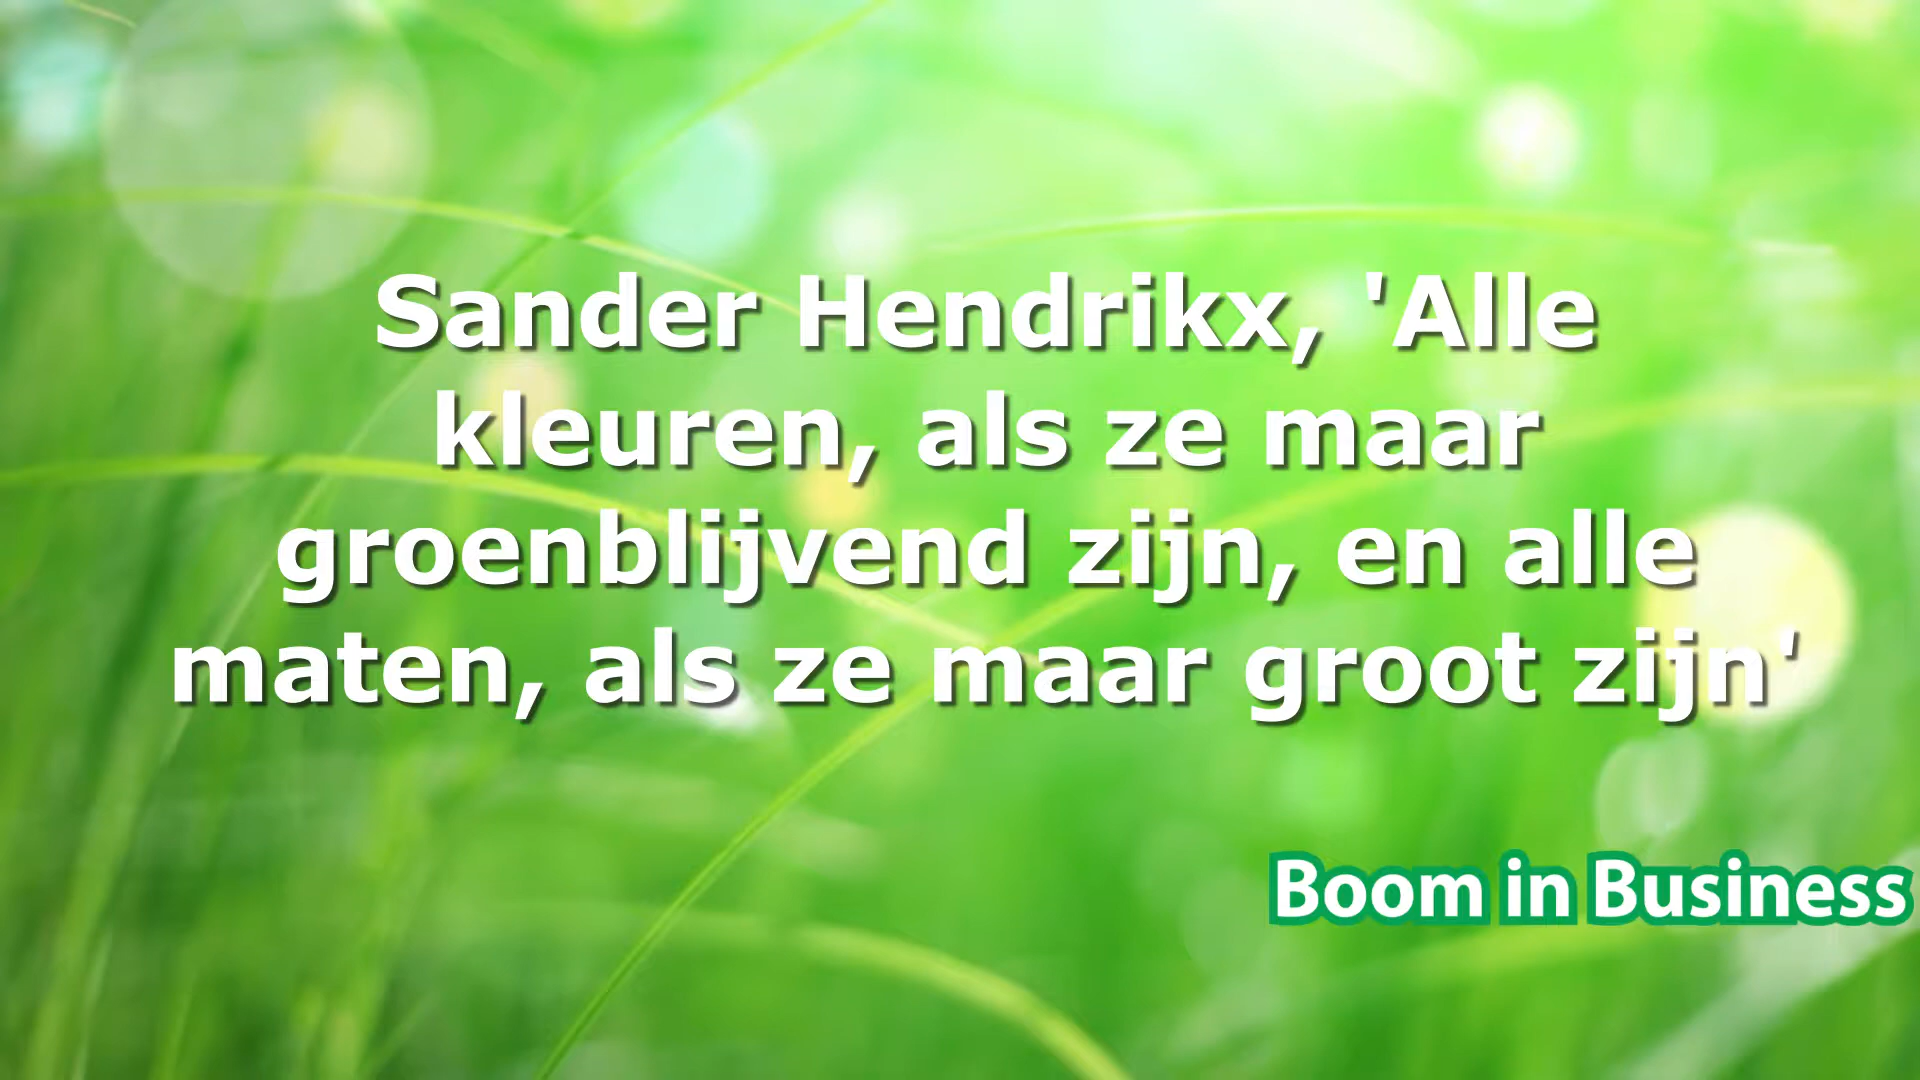 Sander Hendrikx, 'Alle
kleuren, als ze maar
groenblijvend zijn, en alle
maten, als ze maar groot zijn'
Boom in Business